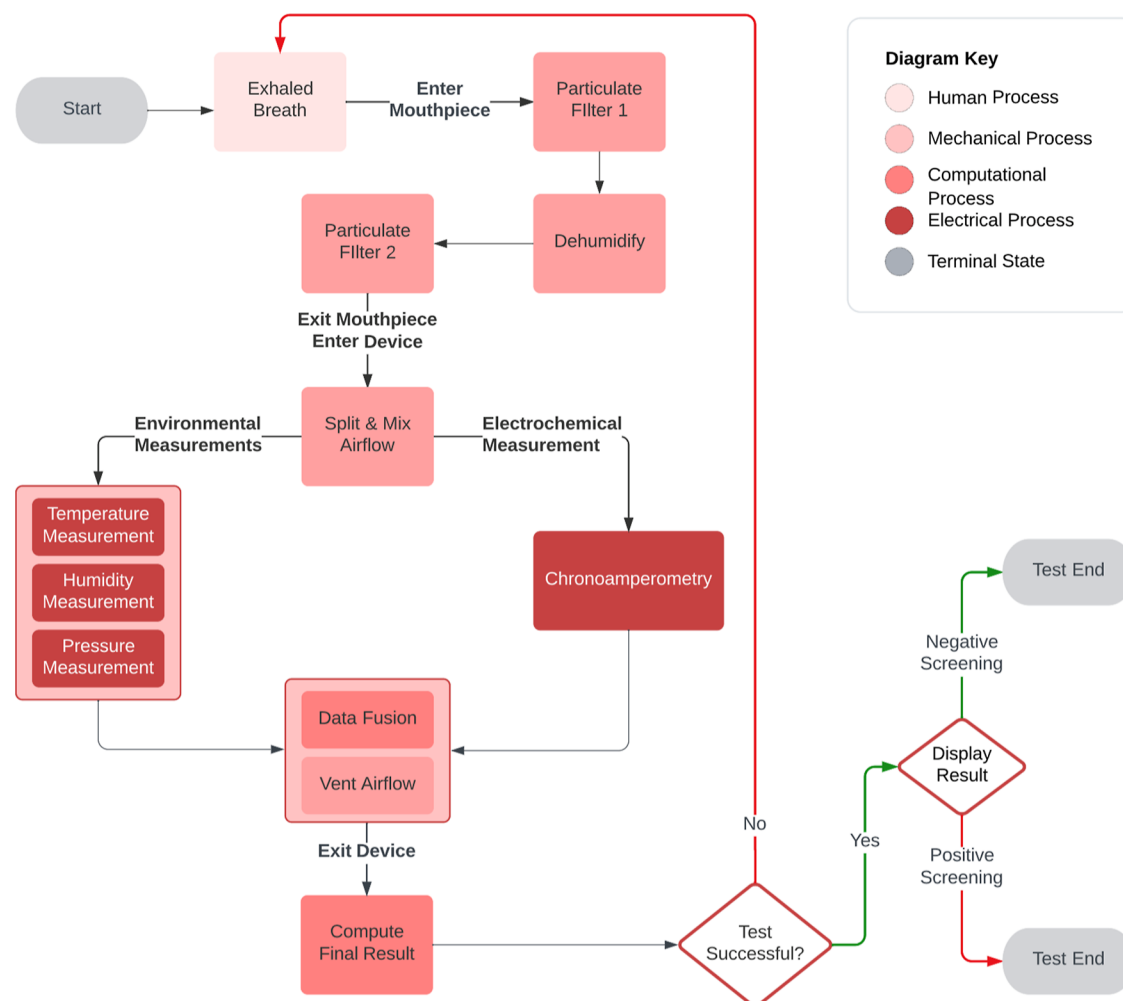 Start
Exhaled
Breath
Enter
Mouthpiece
Particulate
FIlter 1
Diagram Key
Human Process
Mechanical Process
Computational
Process
Electrical Process
Terminal State
Particulate
FIlter 2
Dehumidify
Exit Mouthpiece
Enter Device
Environmental
Measurements
Split & Mix
Airflow
Electrochemical
Measurement
Temperature
Measurement
Humidity
Measurement
Pressure
Measurement
Chronoamperometry
Data Fusion
Vent Airflow
Exit Device
Compute
Final Result
Test
Successful?
No
Yes
Display
Result
Negative
Screening
Test End
Positive
Screening
Test End